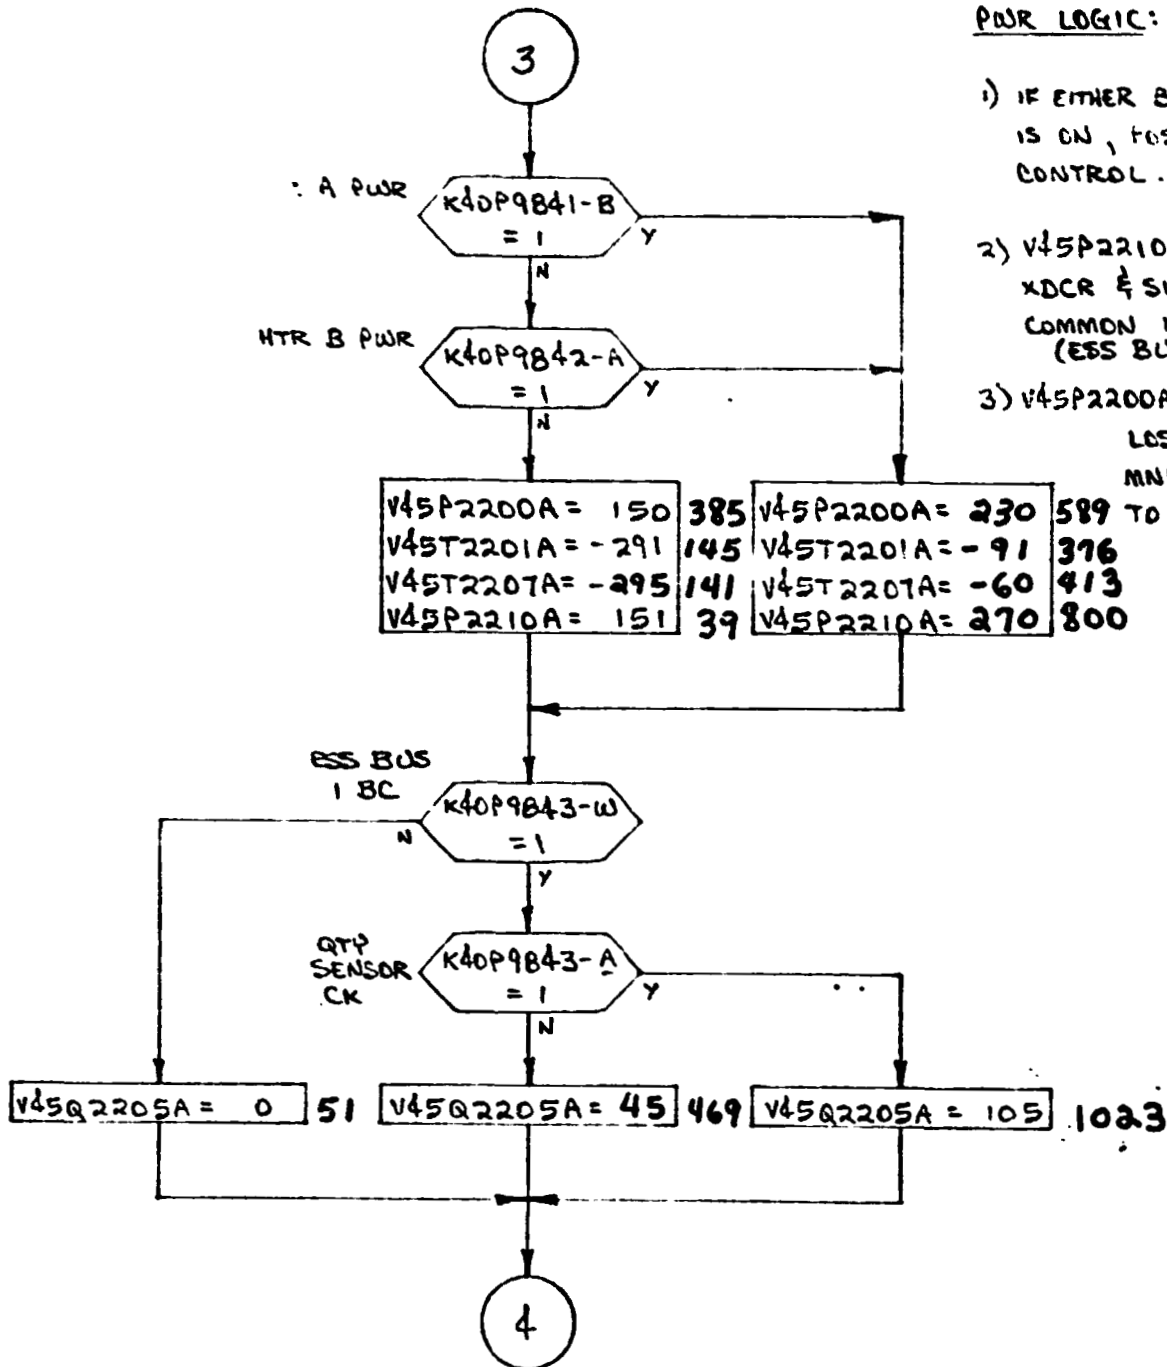 3
PWR LOGIC:
1) IF EITHER B
IS ON,
CONTROL.
2) V45P2210
XDCR & S
COMMON
(ESS BU
3) V45P2200A
LOS
MN
TO
: A PWR
K40P9841-B
= 1
Y
N
HTR B PWR
K40P9842-A
= 1
Y
N
V45P2200A = 150 385
V45T2201A = -291 145
V45T2207A = -295 141
V45P2210A = 151 39
V45P2200A = 230 589
V45T2201A = -91 376
V45T2207A = -60 413
V45P2210A = 270 800
ESS BUS
1 BC
K40P9843-W
= 1
N
Y
QTY
SENSOR
CK
K40P9843-A
= 1
Y
N
V45Q2205A = 0 51
V45Q2205A = 45 469
V45Q2205A = 105 1023
4